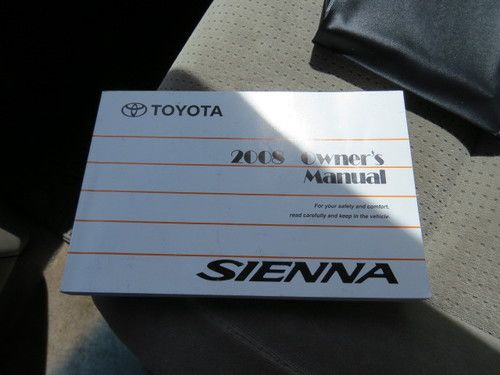 TOYOTA
2008 Owner's
Manual
For your safety and comfort,
read carefully and keep in the vehicle.
SIENNA